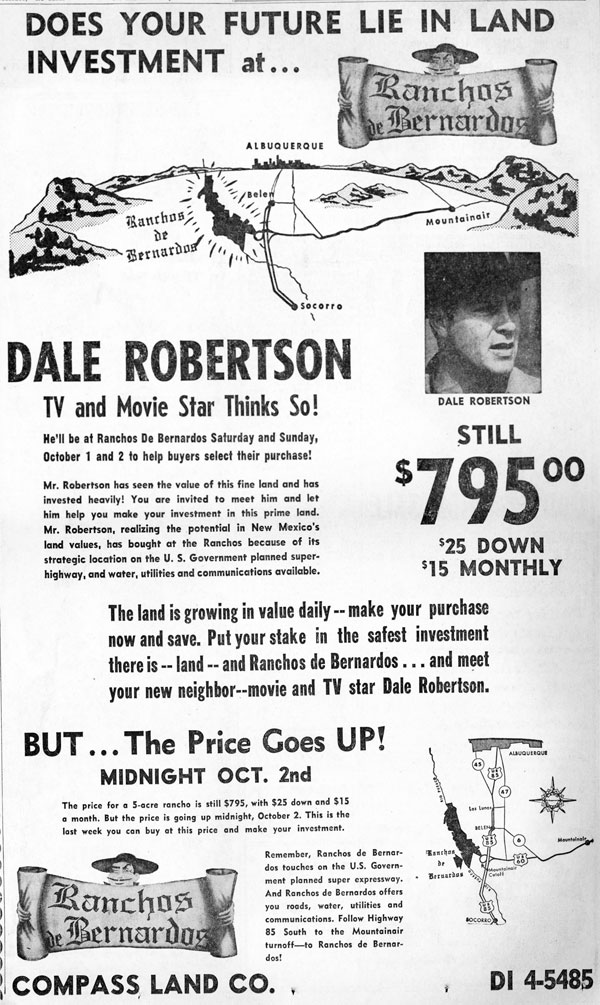 DOES YOUR FUTURE LIE IN LAND
INVESTMENT at...
Ranchos
de Bernardos
ALBUQUERQUE
Belen
Mountainair
Ranchos
de
Bernardos
Socorro
DALE ROBERTSON
TV and Movie Star Thinks So!
He'll be at Ranchos De Bernardos Saturday and Sunday,
October 1 and 2 to help buyers select their purchase!
Mr. Robertson has seen the value of this fine land and has
invested heavily! You are invited to meet him and let
him help you make your investment in this prime land.
Mr. Robertson, realizing the potential in New Mexico's
land values, has bought at the Ranchos because of its
strategic location on the U. S. Government planned super-
highway, and water, utilities and communications available.
DALE ROBERTSON
STILL
$795 00
$25 DOWN
$15 MONTHLY
The land is growing in value daily -- make your purchase
now and save. Put your stake in the safest investment
there is -- land -- and Ranchos de Bernardos . . . and meet
your new neighbor--movie and TV star Dale Robertson.
BUT...The Price Goes UP!
MIDNIGHT OCT. 2nd
The price for a 5-acre rancho is still $795, with $25 down and $15
a month. But the price is going up midnight, October 2. This is the
last week you can buy at this price and make your investment.
Ranchos
de Bernardos
Remember, Ranchos de Bernar-
dos touches on the U.S. Govern-
ment planned super expressway.
And Ranchos de Bernardos offers
you roads, water, utilities and
communications. Follow Highway
85 South to the Mountainair
turnoff—to Ranchos de Bernar-
dos!
ALBUQUERQUE
45
85
47
Los Lunas
BELEN
85
6
Mountainair
60
Ranchos
de
Bernardos
Mountainair
Cutoff
85
SOCORRO
COMPASS LAND CO.
DI 4-5485